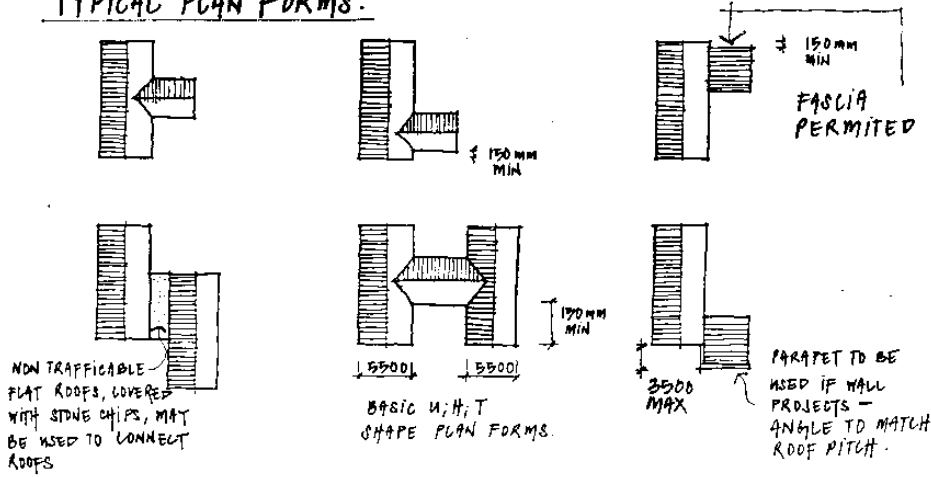 TYPICAL PLAN FORMS.
150mm
MIN
FASCIA
PERMITED
150mm
MIN
NON TRAFFICABLE
FLAT ROOFS, COVERED
WITH STONE CHIPS, MAY
BE USED TO CONNECT
ROOFS
5500
5500
150mm
MIN
BASIC U, H, T
SHAPE PLAN FORMS.
3500
MAX
PARAPET TO BE
USED IF WALL
PROJECTS –
ANGLE TO MATCH
ROOF PITCH.